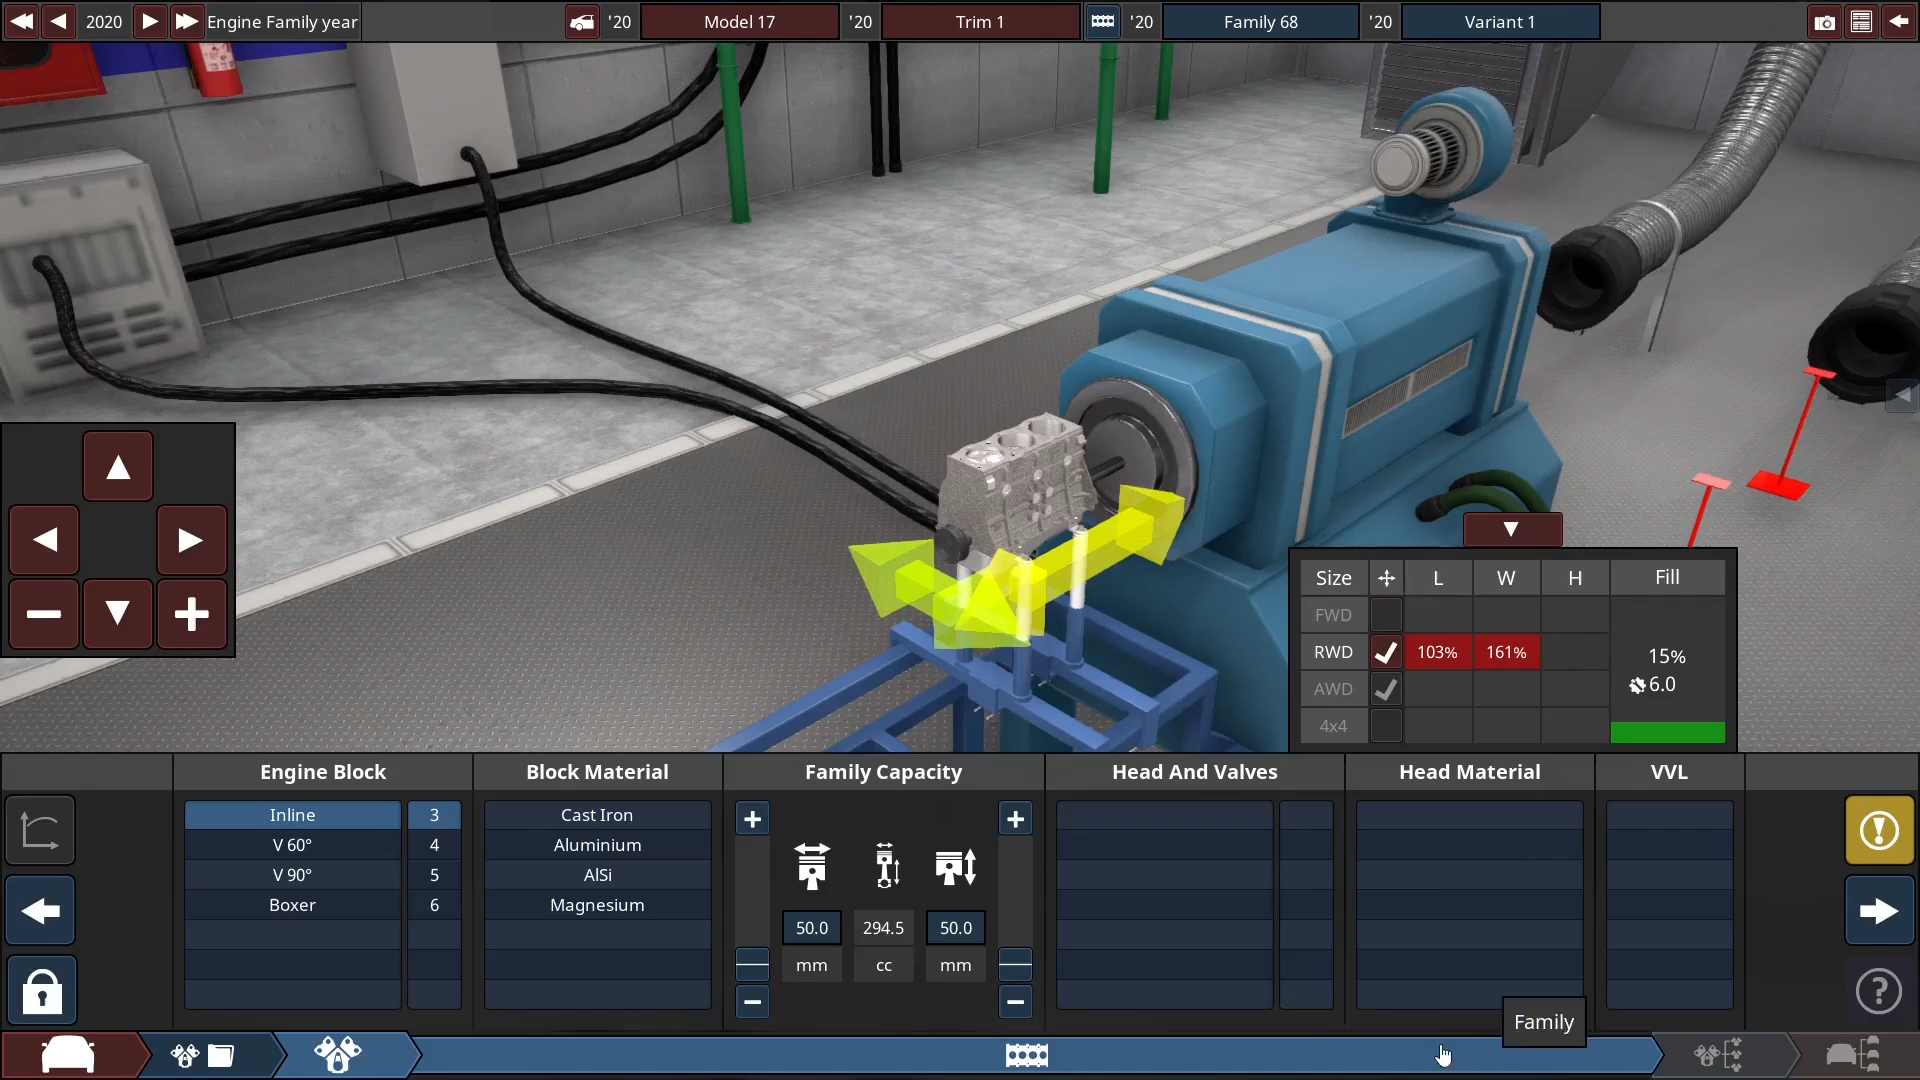 2020 Engine Family year '20 Model 17 '20 Trim 1 '20 Family 68 '20 Variant 1
Size L W H Fill
FWD
RWD 103% 161%
AWD
4x4
15%
6.0
Engine Block Block Material Family Capacity Head And Valves Head Material VVL
Inline 3 Cast Iron
V 60° 4 Aluminium
V 90° 5 AlSi
Boxer 6 Magnesium
50.0 294.5 50.0
mm cc mm
Family